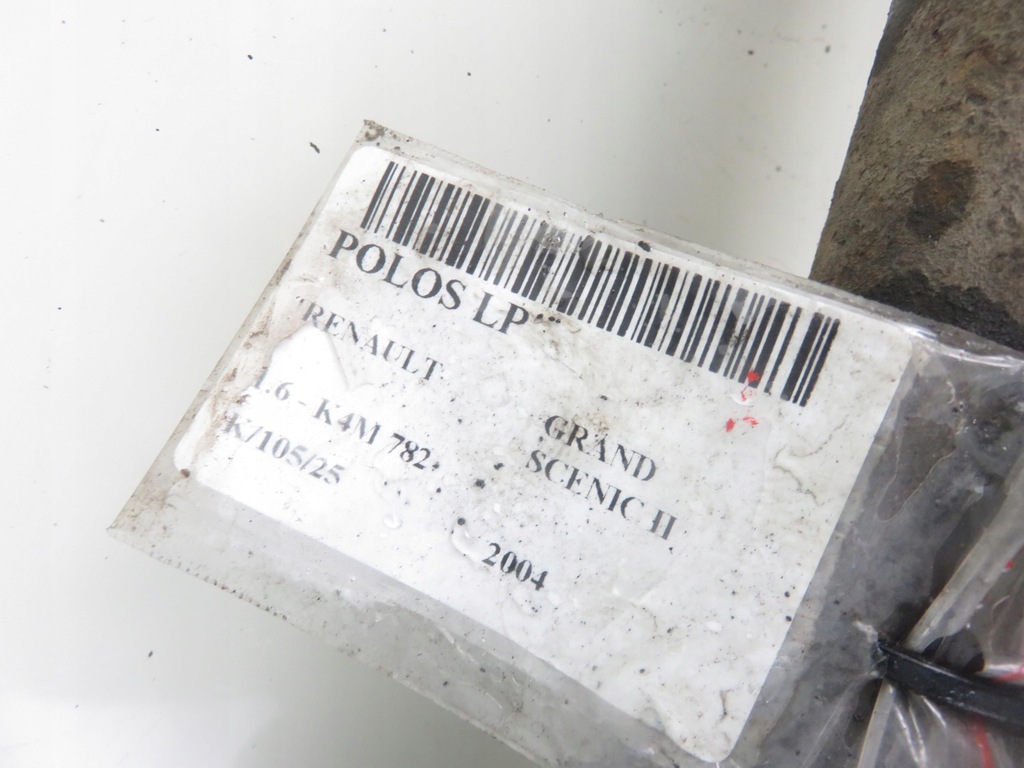 POLOS LP
RENAULT
GRAND
SCENIC II
1.6 - K4M 782
2004
K/105/25